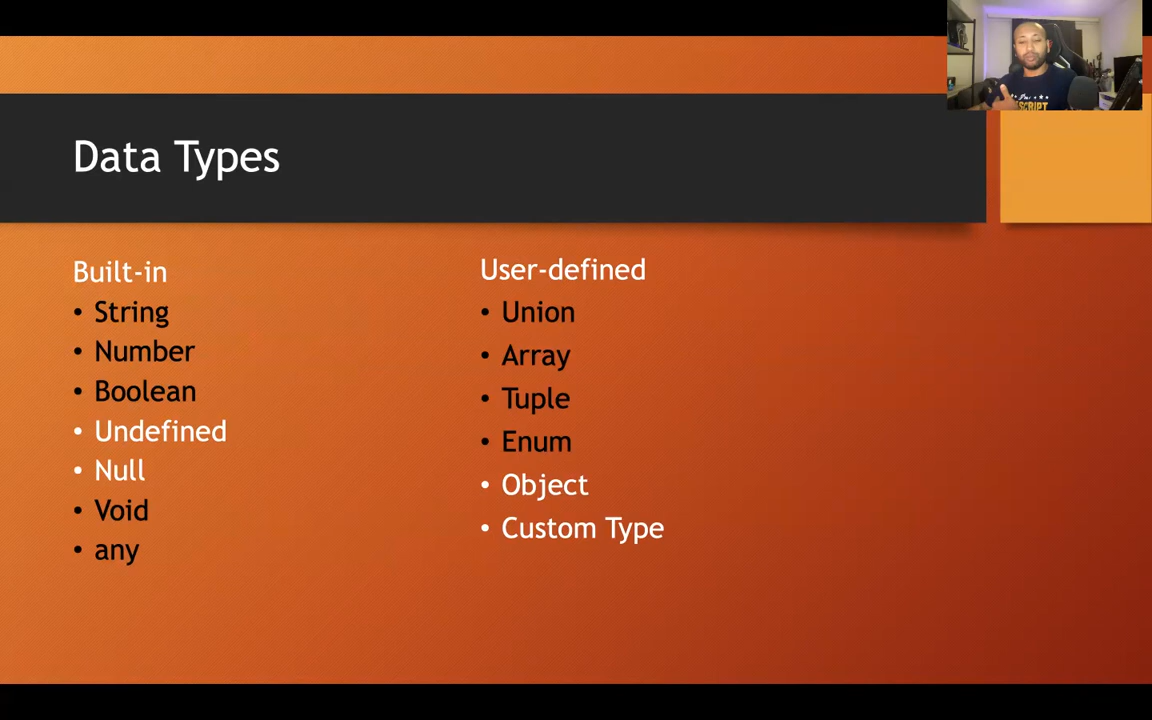 Data Types
Built-in
• String
• Number
• Boolean
• Undefined
• Null
• Void
• any
User-defined
• Union
• Array
• Tuple
• Enum
• Object
• Custom Type